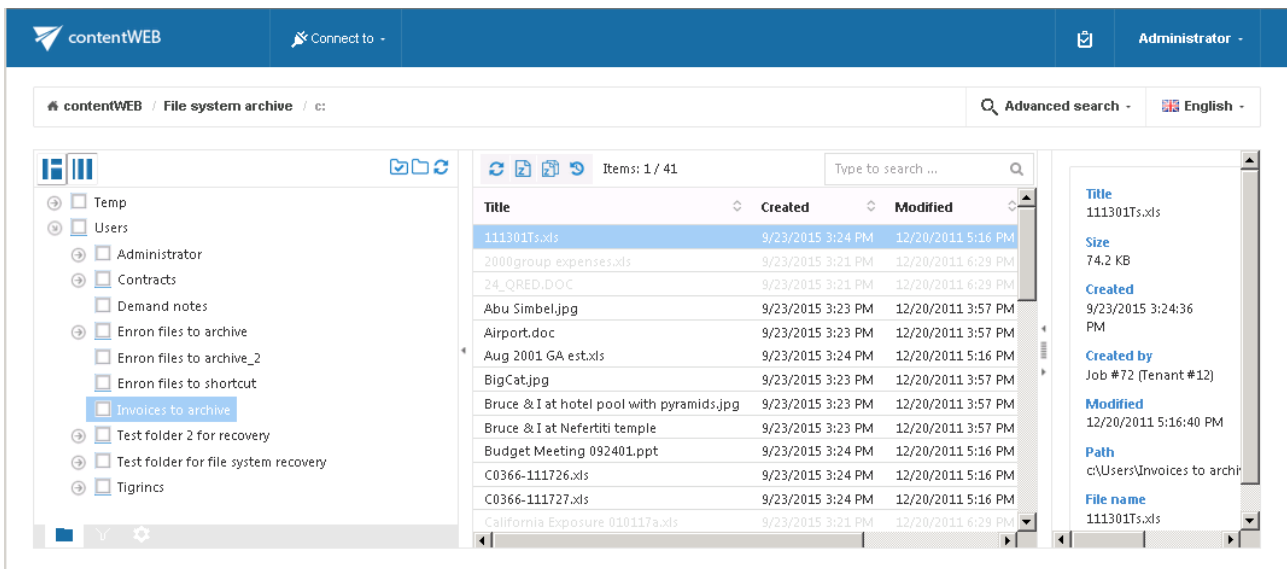 contentWEB
Connect to
Administrator
contentWEB / File system archive / c:
Advanced search
English
Temp
Users
Administrator
Contracts
Demand notes
Enron files to archive
Enron files to archive_2
Enron files to shortcut
Invoices to archive
Test folder 2 for recovery
Test folder for file system recovery
Tigrincs
Items: 1 / 41
Type to search ...
Title Created Modified
111301Ts.xls 9/23/2015 3:24 PM 12/20/2011 5:16 PM
2000group expenses.xls 9/23/2015 3:21 PM 12/20/2011 6:29 PM
24_QRED.DOC 9/23/2015 3:21 PM 12/20/2011 6:29 PM
Abu Simbel.jpg 9/23/2015 3:23 PM 12/20/2011 3:57 PM
Airport.doc 9/23/2015 3:23 PM 12/20/2011 3:57 PM
Aug 2001 GA est.xls 9/23/2015 3:24 PM 12/20/2011 5:16 PM
BigCat.jpg 9/23/2015 3:23 PM 12/20/2011 3:57 PM
Bruce & I at hotel pool with pyramids.jpg 9/23/2015 3:23 PM 12/20/2011 3:57 PM
Bruce & I at Nefertiti temple 9/23/2015 3:23 PM 12/20/2011 3:57 PM
Budget Meeting 092401.ppt 9/23/2015 3:24 PM 12/20/2011 5:16 PM
C0366-111726.xls 9/23/2015 3:24 PM 12/20/2011 5:16 PM
C0366-111727.xls 9/23/2015 3:24 PM 12/20/2011 5:16 PM
California Exposure 010117a.xls 9/23/2015 3:21 PM 12/20/2011 6:29 PM
Title
111301Ts.xls
Size
74.2 KB
Created
9/23/2015 3:24:36
PM
Created by
Job #72 (Tenant #12)
Modified
12/20/2011 5:16:40 PM
Path
c:\Users\Invoices to archi
File name
111301Ts.xls